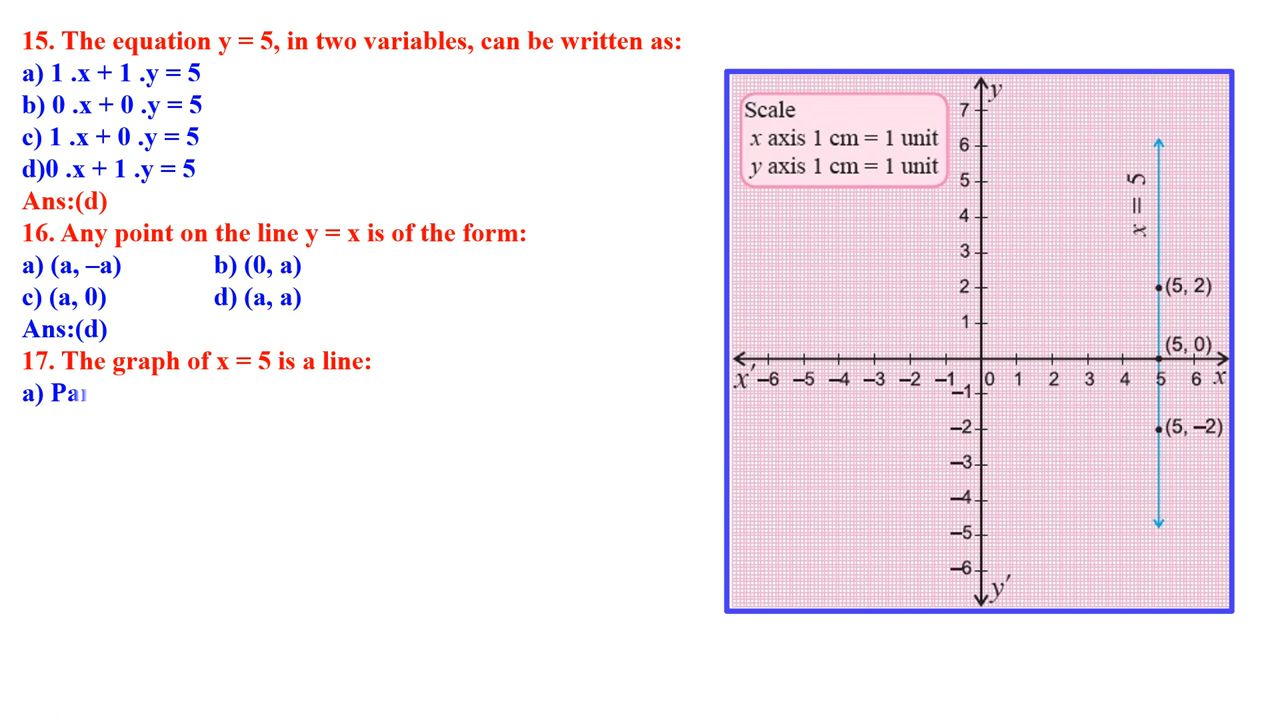 15. The equation y = 5, in two variables, can be written as:
a) 1 .x + 1 .y = 5
b) 0 .x + 0 .y = 5
c) 1 .x + 0 .y = 5
d)0 .x + 1 .y = 5
Ans:(d)
16. Any point on the line y = x is of the form:
a) (a, –a) b) (0, a)
c) (a, 0) d) (a, a)
Ans:(d)
17. The graph of x = 5 is a line:
a)
Scale
x axis 1 cm = 1 unit
y axis 1 cm = 1 unit
y
7
6
5
4
3
2
1
x = 5
(5, 2)
(5, 0)
x′ –6 –5 –4 –3 –2 –1 0 1 2 3 4 5 6 x
–1
–2
(5, –2)
–3
–4
–5
–6
y′